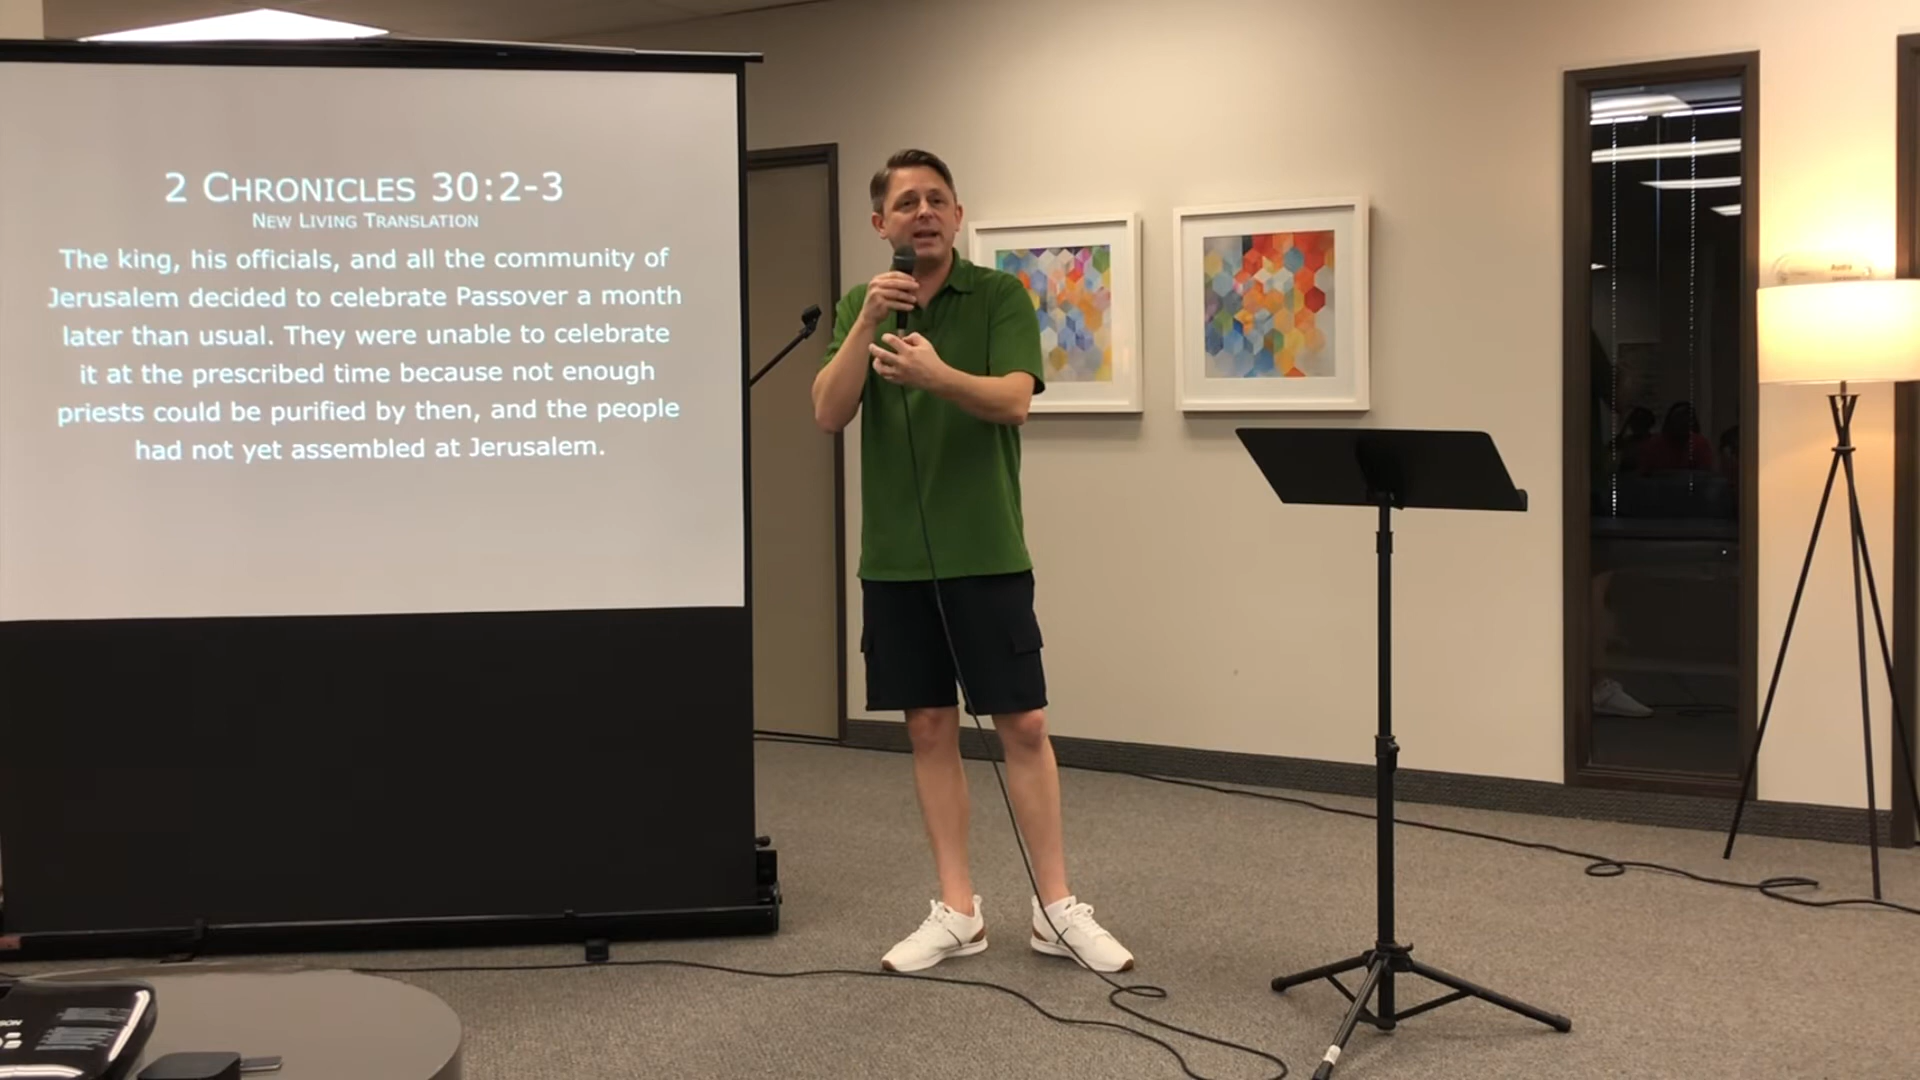 2 CHRONICLES 30:2-3
NEW LIVING TRANSLATION
The king, his officials, and all the community of
Jerusalem decided to celebrate Passover a month
later than usual. They were unable to celebrate
it at the prescribed time because not enough
priests could be purified by then, and the people
had not yet assembled at Jerusalem.